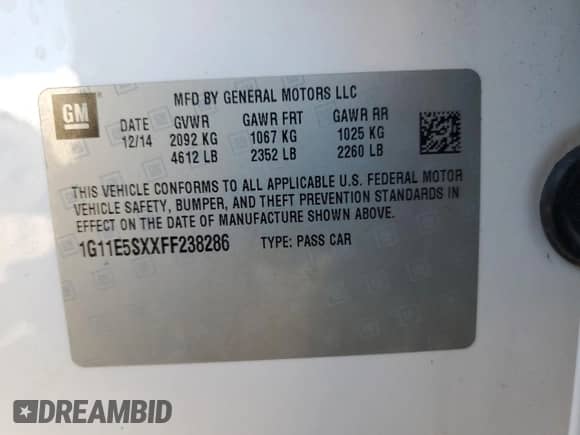 GM
MFD BY GENERAL MOTORS LLC
DATE GVWR GAWR FRT GAWR RR
12/14 2092 KG 1067 KG 1025 KG
4612 LB 2352 LB 2260 LB
THIS VEHICLE CONFORMS TO ALL APPLICABLE U.S. FEDERAL MOTOR
VEHICLE SAFETY, BUMPER, AND THEFT PREVENTION STANDARDS IN
EFFECT ON THE DATE OF MANUFACTURE SHOWN ABOVE.
1G11E5SXXFF238286 TYPE: PASS CAR
DREAMBID